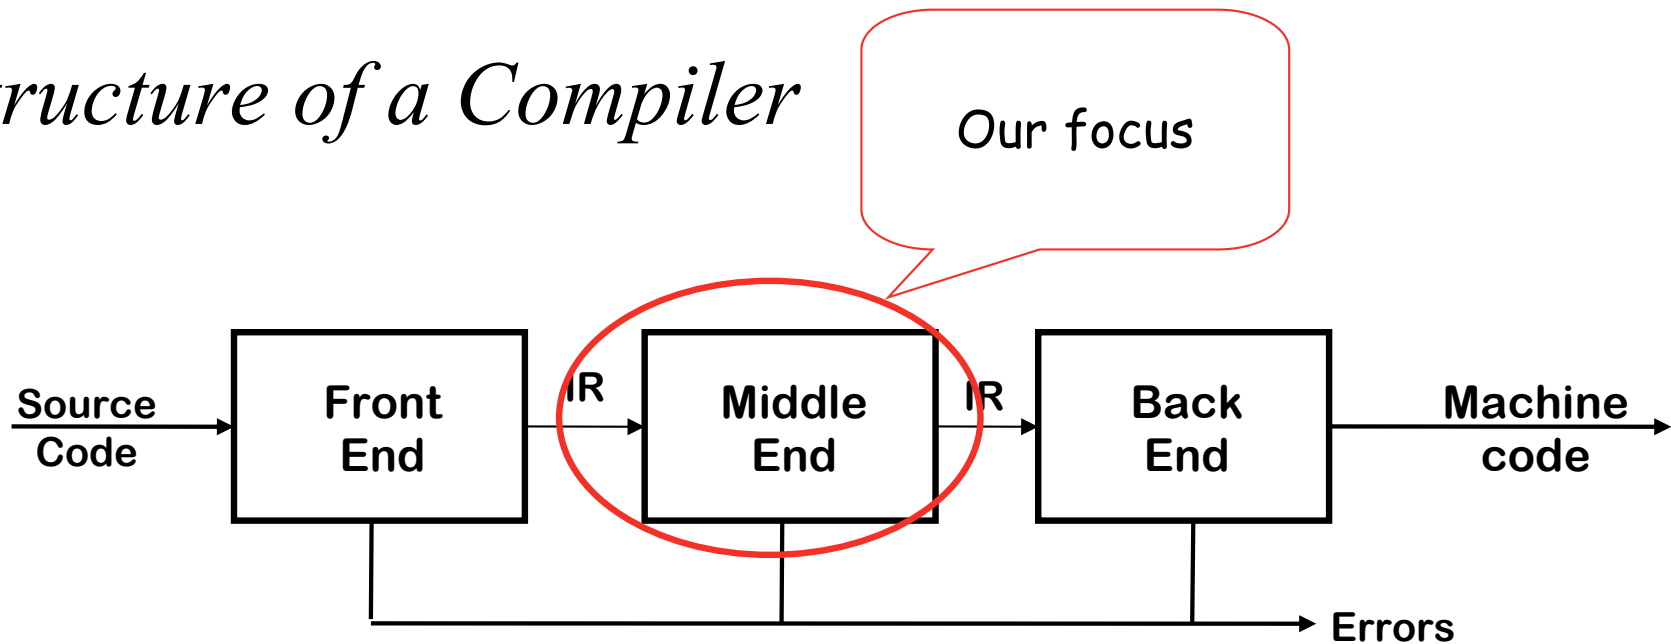 ructure of a Compiler
Our focus
Source
Code
Front
End
IR
Middle
End
IR
Back
End
Machine
code
Errors